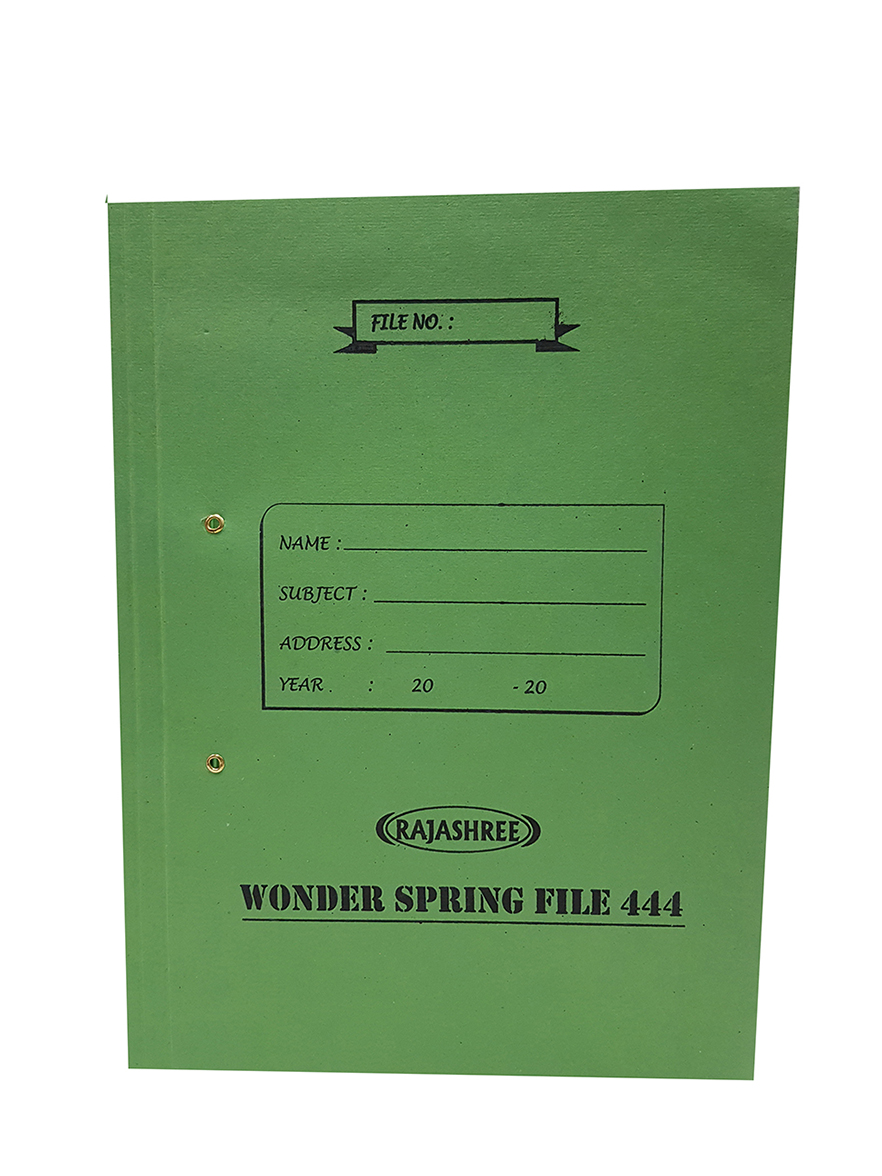 FILE NO. :
NAME :
SUBJECT :
ADDRESS :
YEAR . : 20 - 20
RAJASHREE
WONDER SPRING FILE 444